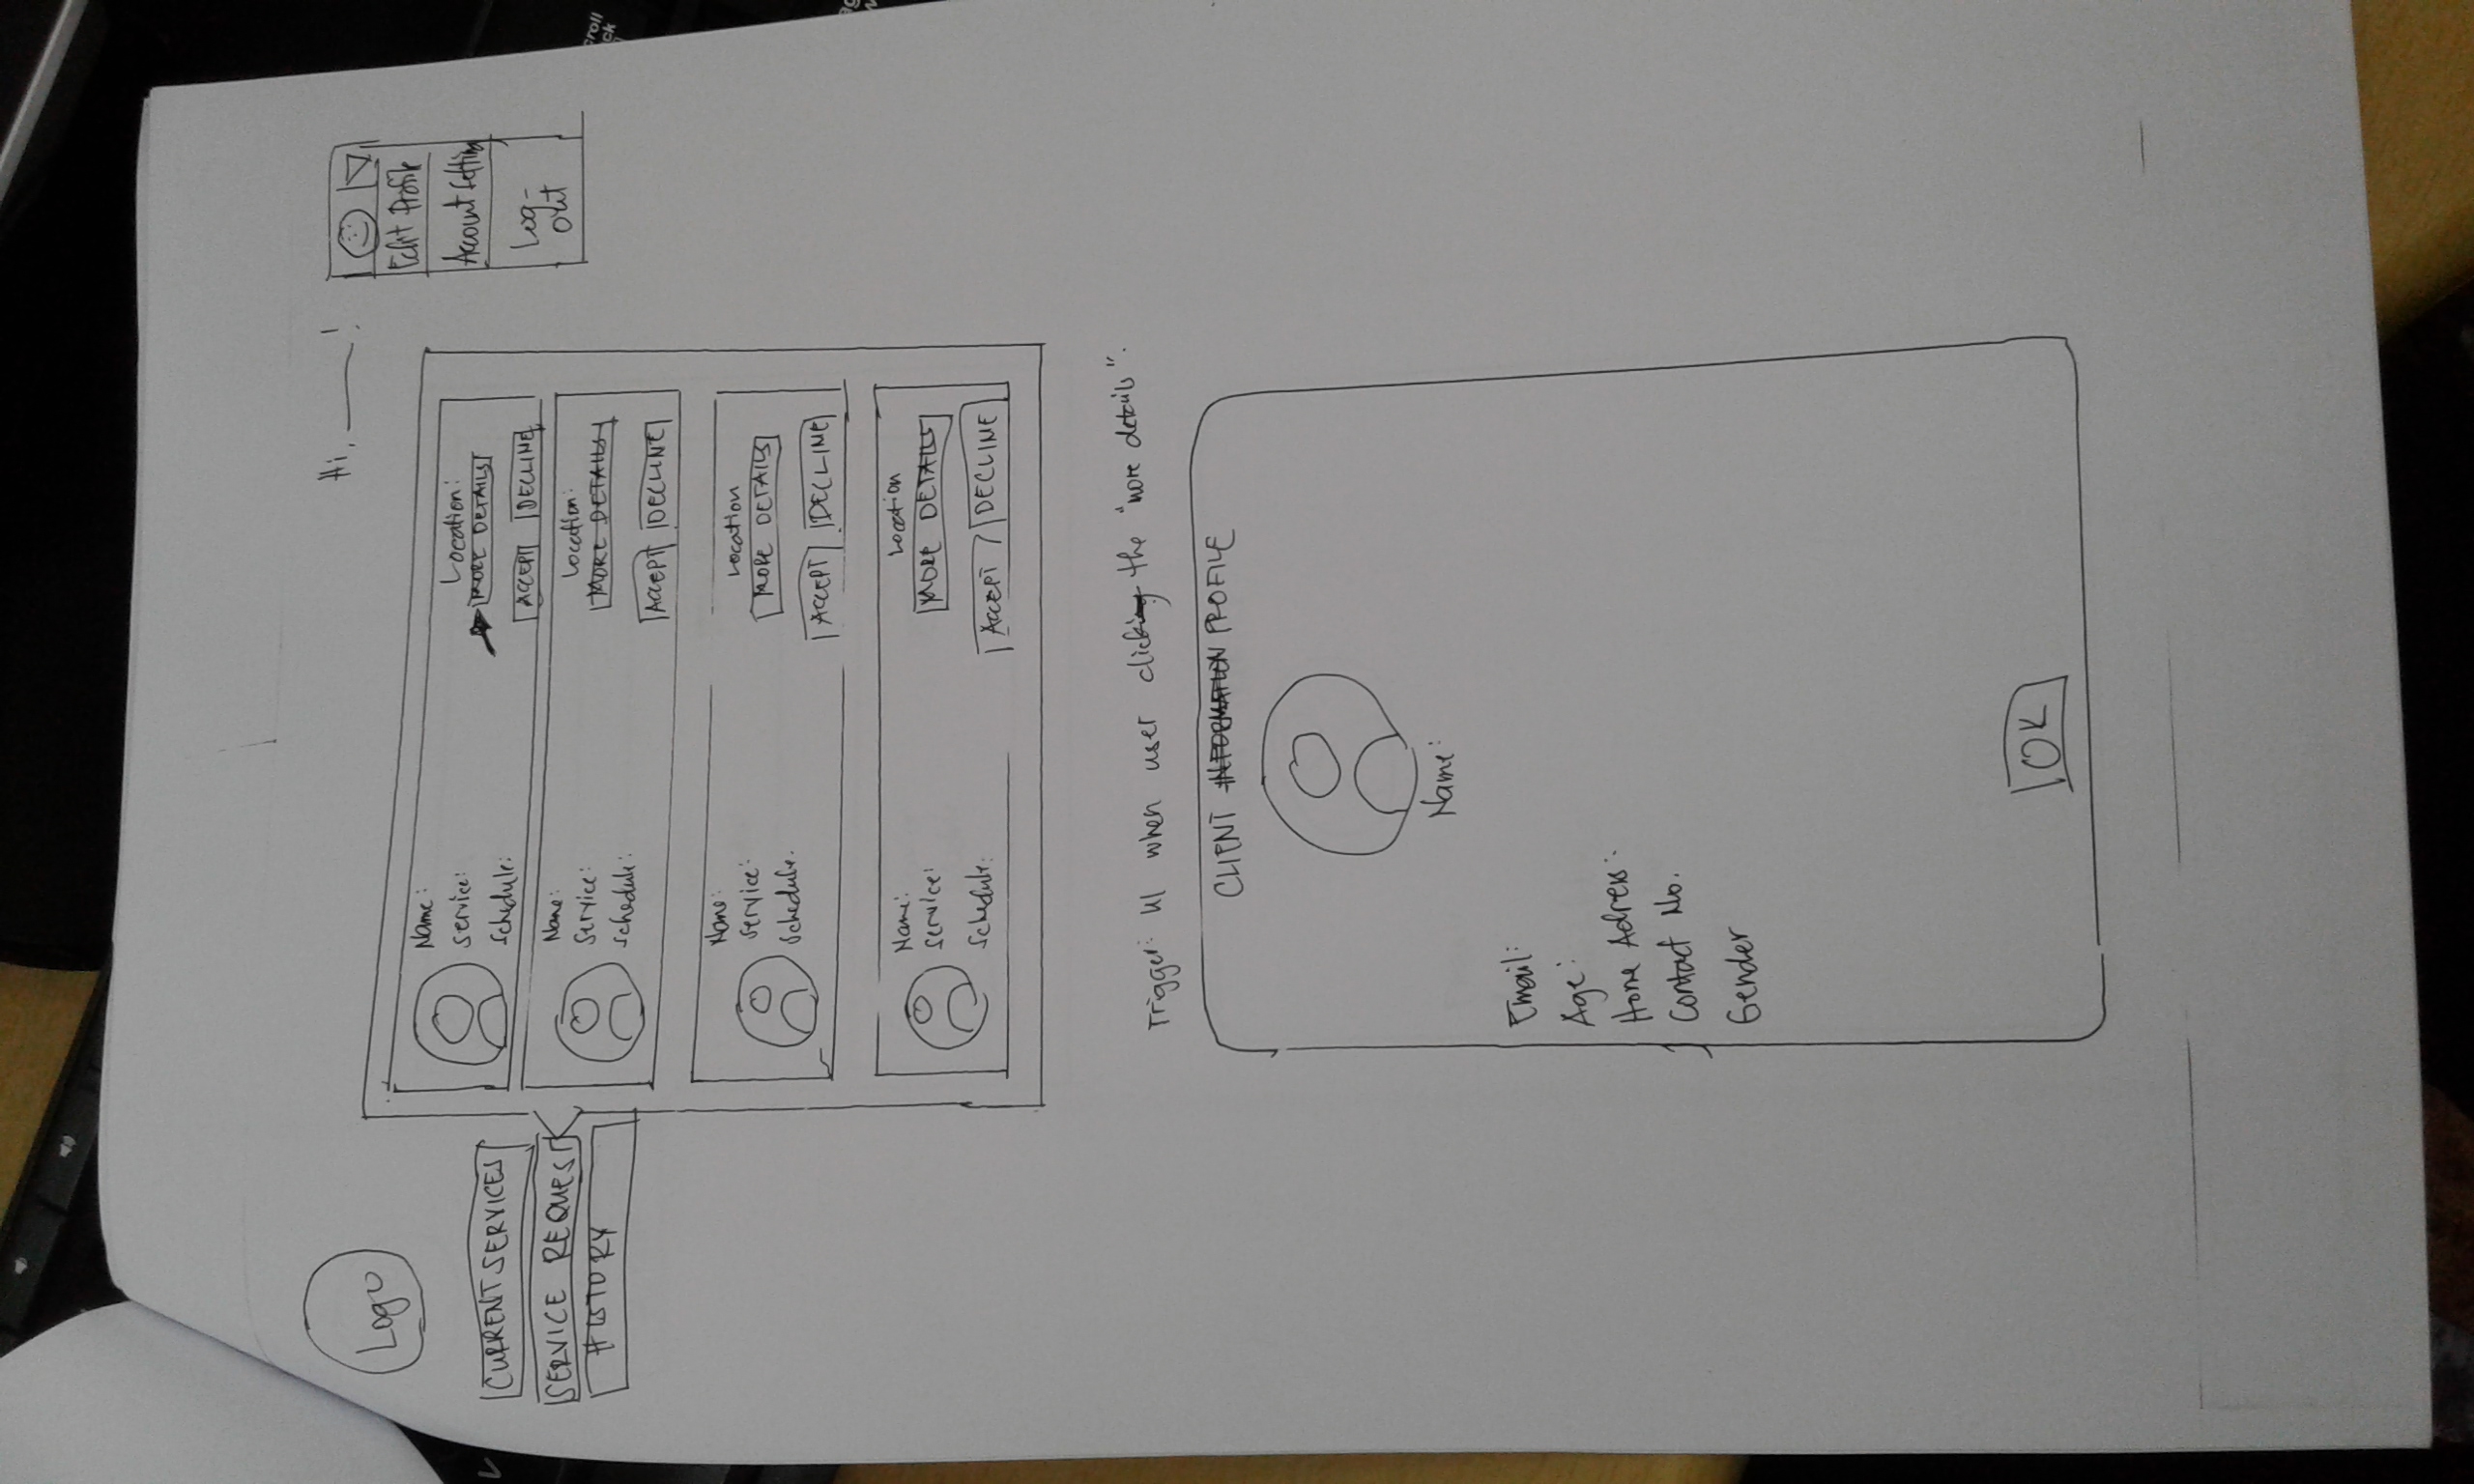 Logo
Hi, ____ !
Edit Profile
Account Setting
Log-
out
CURRENT SERVICES
SERVICE REQUEST
HISTORY
Name:
Service:
Schedule:
Location:
MORE DETAILS
ACCEPT DECLINE
Name:
Service:
Schedule:
Location:
MORE DETAILS
ACCEPT DECLINE
Name:
Service:
Schedule.
Location
MORE DETAILS
ACCEPT DECLINE
Name:
Service:
Schedule:
Location
MORE DETAILS
ACCEPT DECLINE
Trigger: UI when user clicking the "more details".
CLIENT INFORMATION PROFILE
Name:
Email:
Age:
Home Adress:
Contact No.
Gender
OK